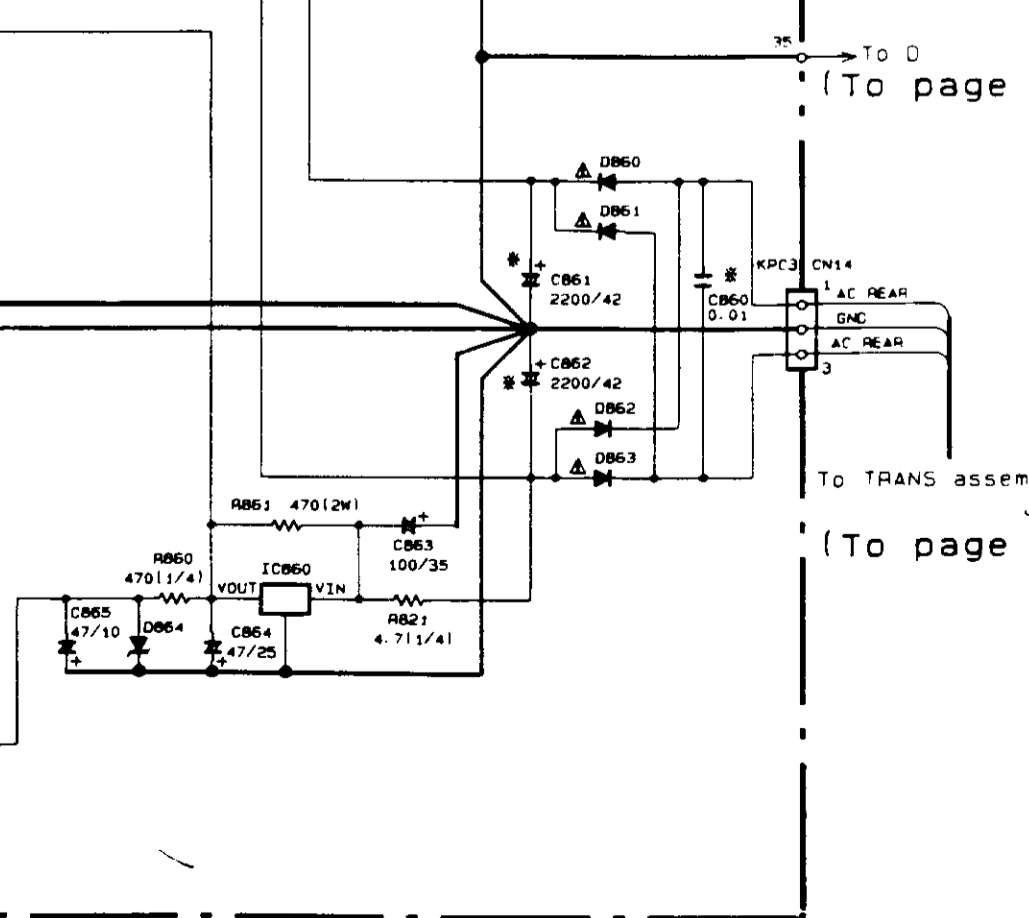 35
To D
(To page
D860
D861
*
+
C861
2200/42
*
C860
0.01
KPC3
CN14
1
AC REAR
GND
AC REAR
3
+
C862
*
2200/42
D862
D863
To TRANS assem
(To page
R861 470(2W)
+
C863
100/35
R860
470(1/4)
IC860
VOUT
VIN
R821
4.7(1/4)
C865
47/10
+
D864
C864
47/25
+